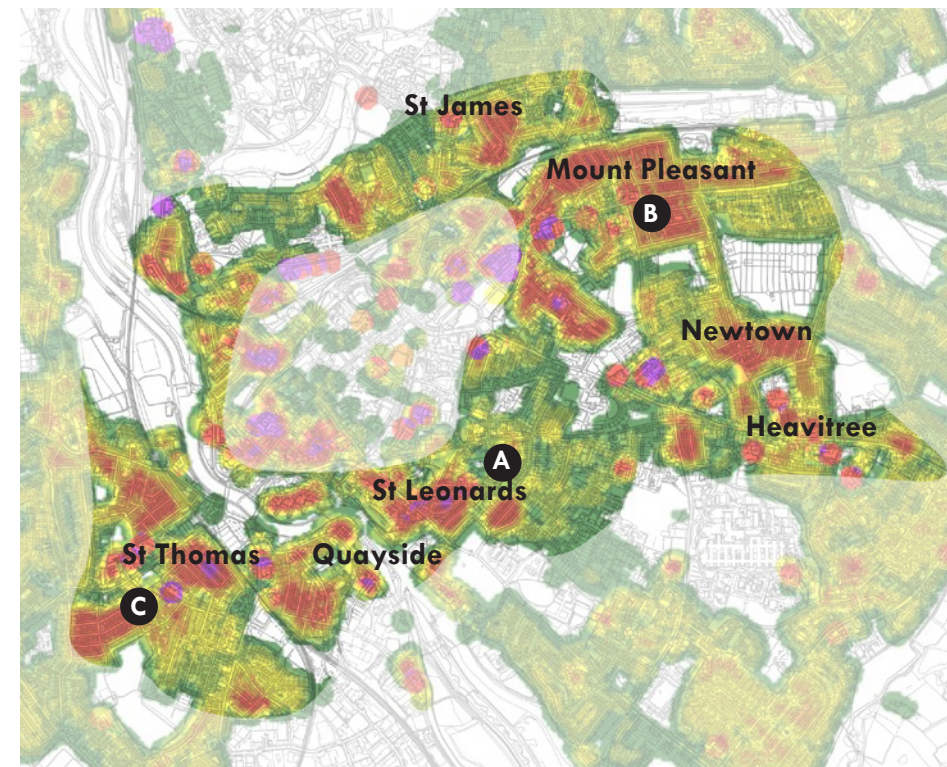 St James
Mount Pleasant
B
Newtown
Heavitree
A
St Leonards
St Thomas
Quayside
C